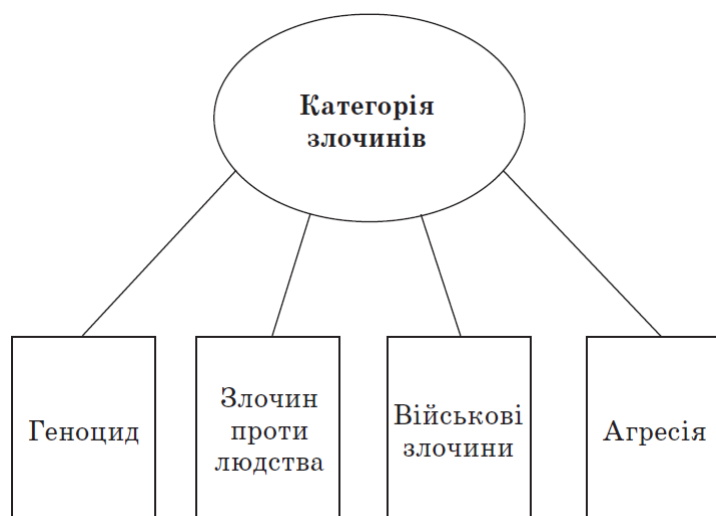 Категорія
злочинів
Геноцид
Злочин
проти
людства
Військові
злочини
Агресія